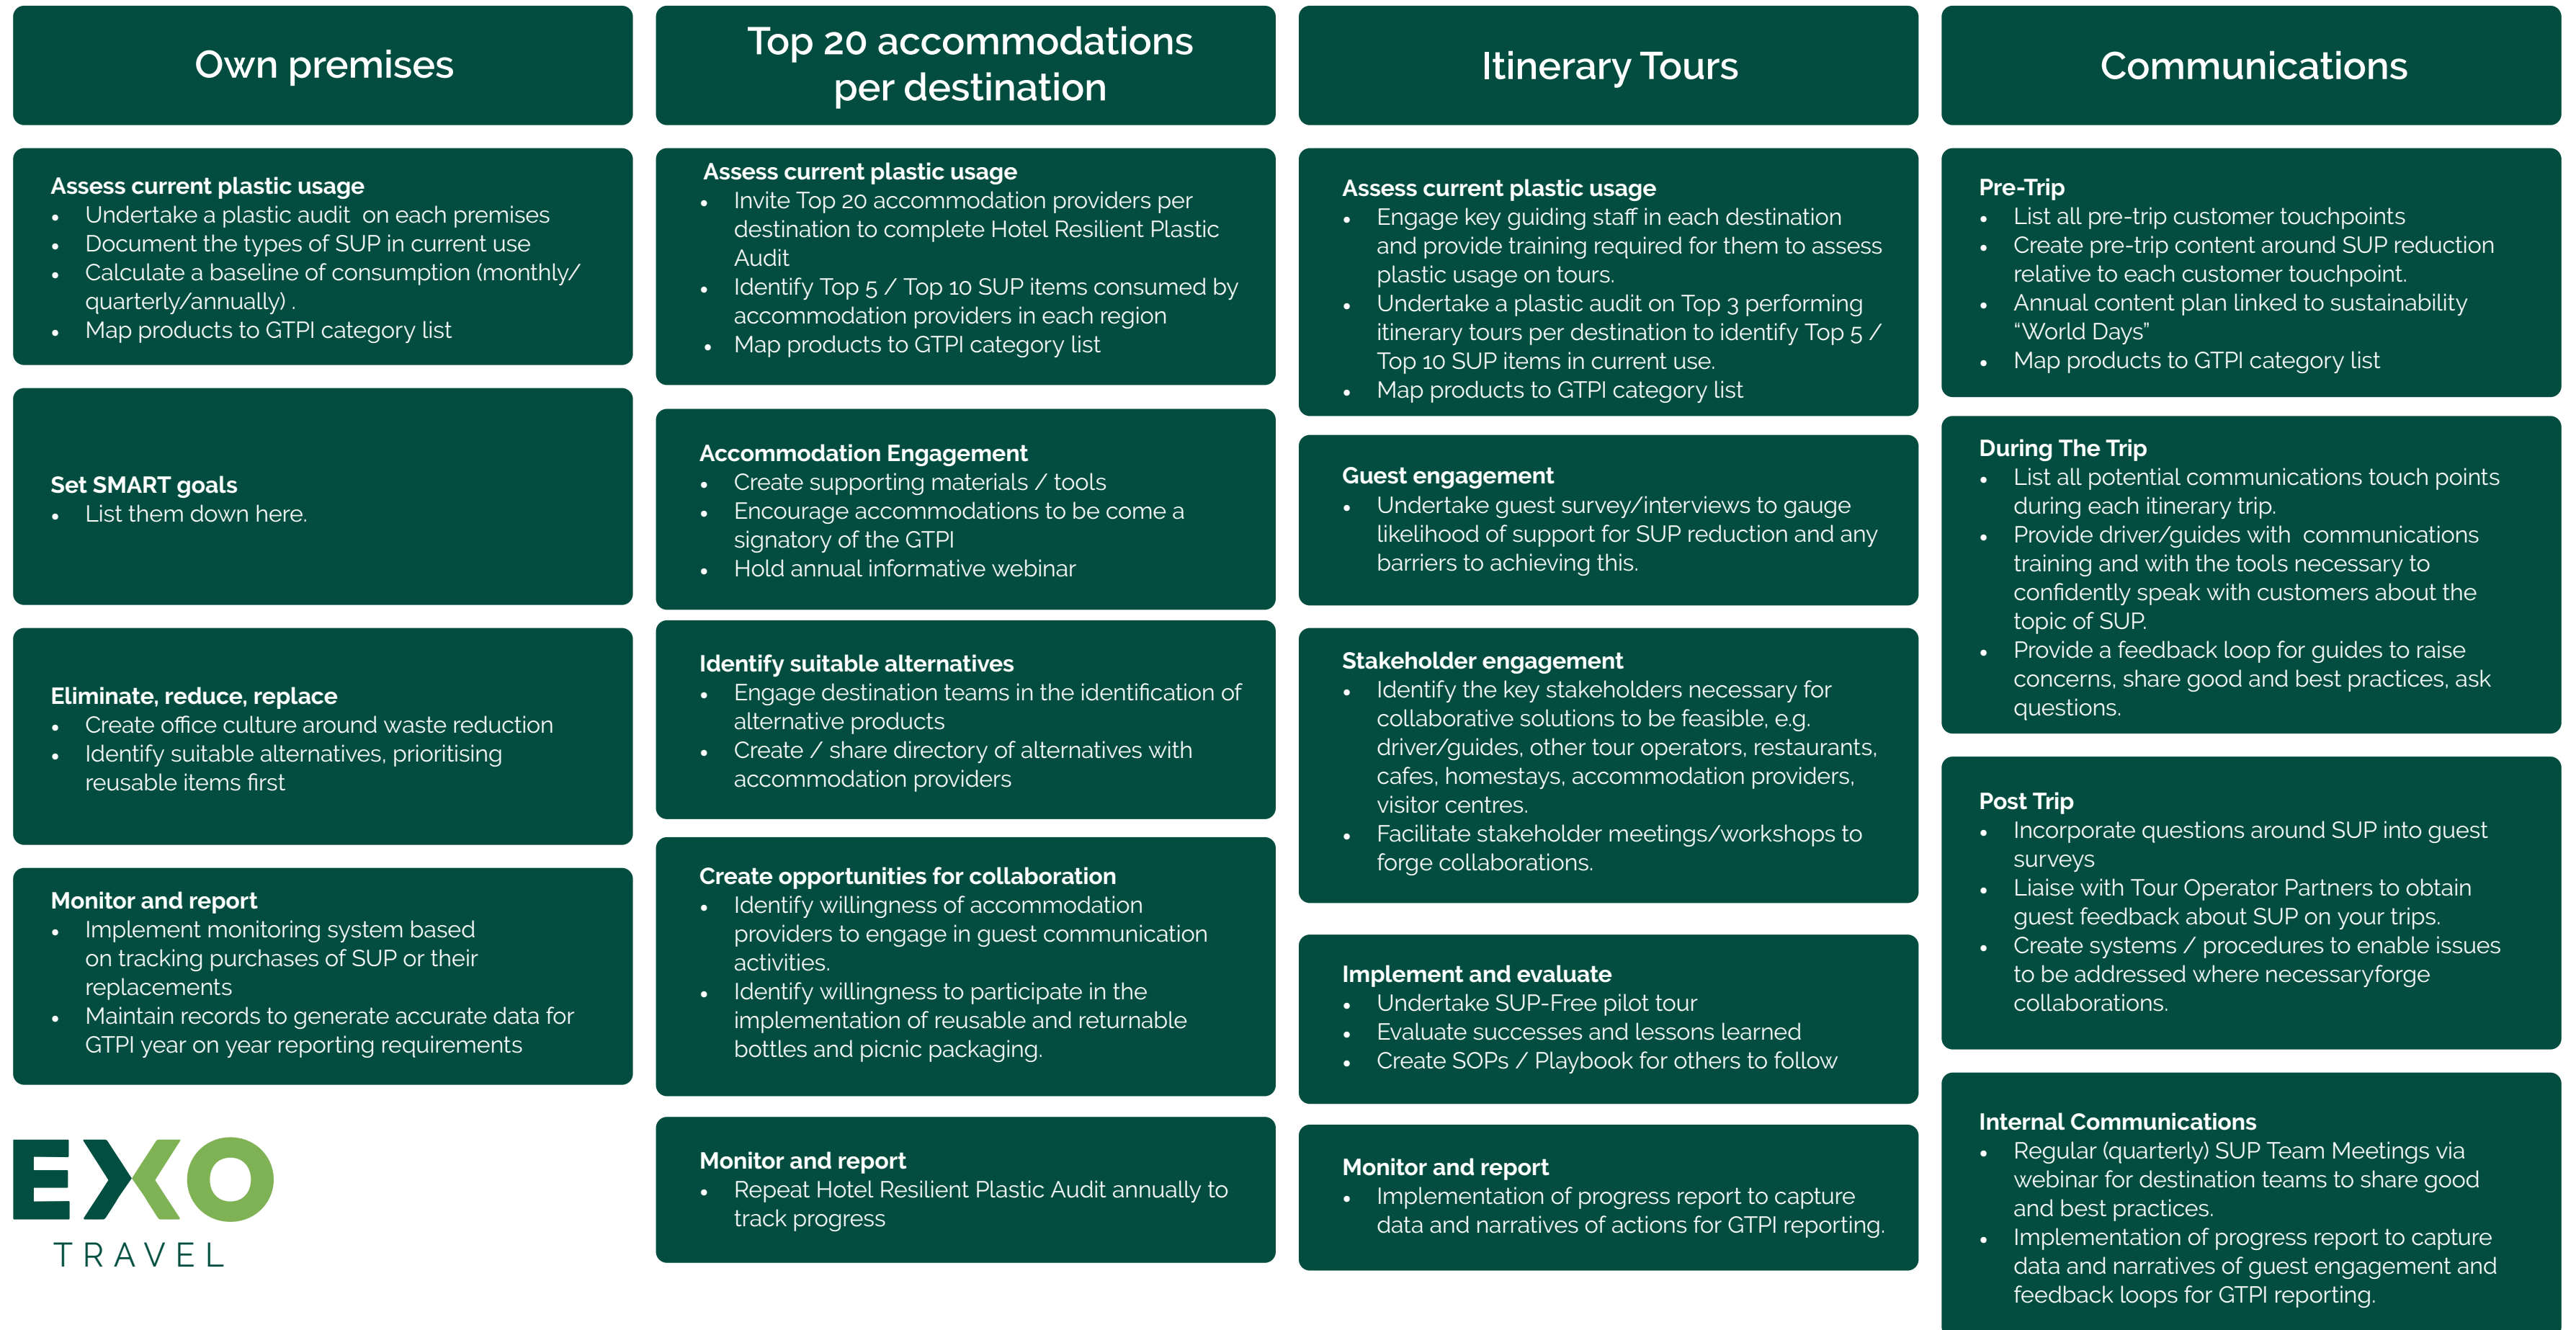 Own premises
Assess current plastic usage
• Undertake a plastic audit on each premises
• Document the types of SUP in current use
• Calculate a baseline of consumption (monthly/
quarterly/annually) .
• Map products to GTPI category list
Set SMART goals
• List them down here.
Eliminate, reduce, replace
• Create office culture around waste reduction
• Identify suitable alternatives, prioritising
reusable items first
Monitor and report
• Implement monitoring system based
on tracking purchases of SUP or their
replacements
• Maintain records to generate accurate data for
GTPI year on year reporting requirements
EXO
TRAVEL
Top 20 accommodations
per destination
Assess current plastic usage
• Invite Top 20 accommodation providers per
destination to complete Hotel Resilient Plastic
Audit
• Identify Top 5 / Top 10 SUP items consumed by
accommodation providers in each region
• Map products to GTPI category list
Accommodation Engagement
• Create supporting materials / tools
• Encourage accommodations to be come a
signatory of the GTPI
• Hold annual informative webinar
Identify suitable alternatives
• Engage destination teams in the identification of
alternative products
• Create / share directory of alternatives with
accommodation providers
Create opportunities for collaboration
• Identify willingness of accommodation
providers to engage in guest communication
activities.
• Identify willingness to participate in the
implementation of reusable and returnable
bottles and picnic packaging.
Monitor and report
• Repeat Hotel Resilient Plastic Audit annually to
track progress
Itinerary Tours
Assess current plastic usage
• Engage key guiding staff in each destination
and provide training required for them to assess
plastic usage on tours.
• Undertake a plastic audit on Top 3 performing
itinerary tours per destination to identify Top 5 /
Top 10 SUP items in current use.
• Map products to GTPI category list
Guest engagement
• Undertake guest survey/interviews to gauge
likelihood of support for SUP reduction and any
barriers to achieving this.
Stakeholder engagement
• Identify the key stakeholders necessary for
collaborative solutions to be feasible, e.g.
driver/guides, other tour operators, restaurants,
cafes, homestays, accommodation providers,
visitor centres.
• Facilitate stakeholder meetings/workshops to
forge collaborations.
Implement and evaluate
• Undertake SUP-Free pilot tour
• Evaluate successes and lessons learned
• Create SOPs / Playbook for others to follow
Monitor and report
• Implementation of progress report to capture
data and narratives of actions for GTPI reporting.
Communications
Pre-Trip
• List all pre-trip customer touchpoints
• Create pre-trip content around SUP reduction
relative to each customer touchpoint.
• Annual content plan linked to sustainability
“World Days”
• Map products to GTPI category list
During The Trip
• List all potential communications touch points
during each itinerary trip.
• Provide driver/guides with communications
training and with the tools necessary to
confidently speak with customers about the
topic of SUP.
• Provide a feedback loop for guides to raise
concerns, share good and best practices, ask
questions.
Post Trip
• Incorporate questions around SUP into guest
surveys
• Liaise with Tour Operator Partners to obtain
guest feedback about SUP on your trips.
• Create systems / procedures to enable issues
to be addressed where necessaryforge
collaborations.
Internal Communications
• Regular (quarterly) SUP Team Meetings via
webinar for destination teams to share good
and best practices.
• Implementation of progress report to capture
data and narratives of guest engagement and
feedback loops for GTPI reporting.